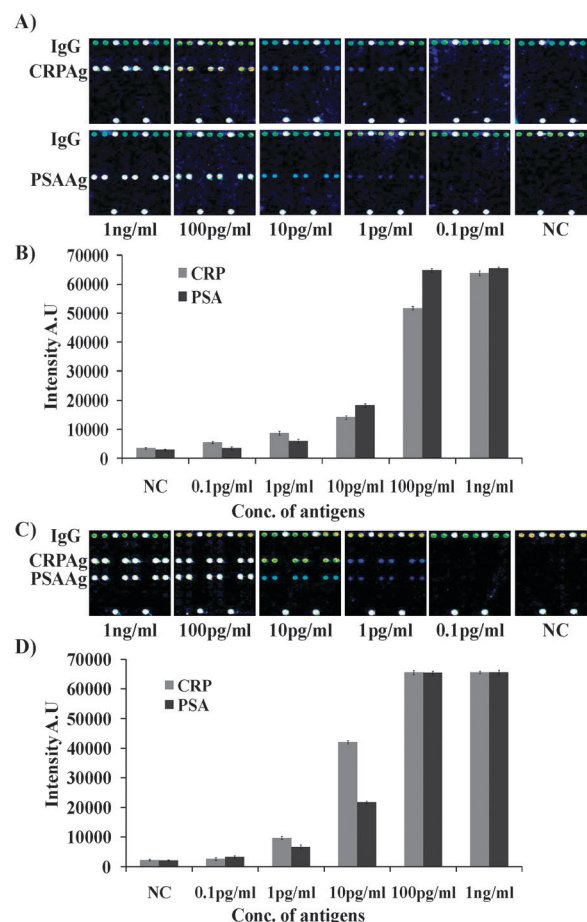 A)
IgG
CRPAg
IgG
PSAAg
1ng/ml 100pg/ml 10pg/ml 1pg/ml 0.1pg/ml NC
B)
70000
60000
50000
40000
30000
20000
10000
0
Intensity A.U
CRP
PSA
NC 0.1pg/ml 1pg/ml 10pg/ml 100pg/ml 1ng/ml
Conc. of antigens
C)
IgG
CRPAg
PSAAg
1ng/ml 100pg/ml 10pg/ml 1pg/ml 0.1pg/ml NC
D)
70000
60000
50000
40000
30000
20000
10000
0
Intensity A.U
CRP
PSA
NC 0.1pg/ml 1pg/ml 10pg/ml 100pg/ml 1ng/ml
Conc. of antigens